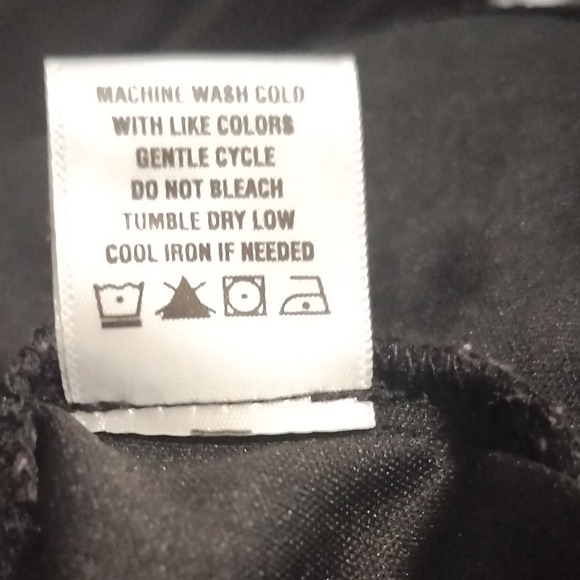 MACHINE WASH COLD
WITH LIKE COLORS
GENTLE CYCLE
DO NOT BLEACH
TUMBLE DRY LOW
COOL IRON IF NEEDED